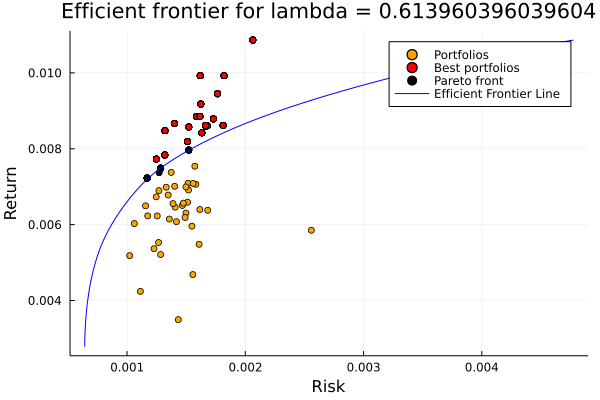 Efficient frontier for lambda = 0.613960396039604
Portfolios
Best portfolios
Pareto front
Efficient Frontier Line
Return
0.010
0.008
0.006
0.004
0.001
0.002
0.003
0.004
Risk